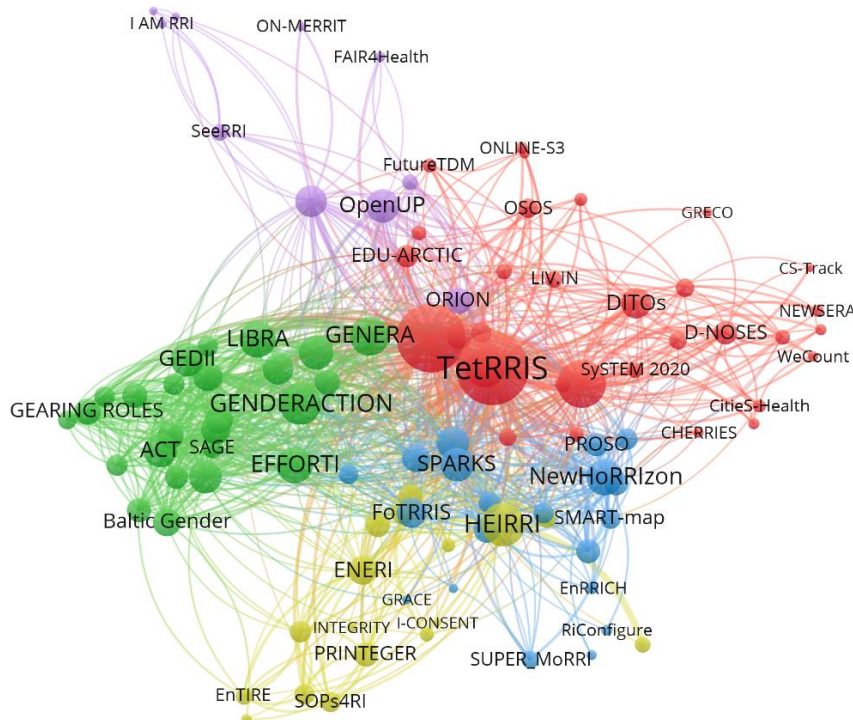 I AM RRI
ON-MERRIT
FAIR4Health
SeeRRI
FutureTDM
ONLINE-S3
OpenUP
OSOS
GRECO
EDU-ARCTIC
LIV.IN
CS-Track
ORION
DITOs
NEWSERA
LIBRA
GENERA
D-NOSES
GEDII
TetRRIS
SySTEM 2020
WeCount
GEARING ROLES
GENDERACTION
CitieS-Health
ACT
SAGE
PROSO
CHERRIES
EFFORTI
SPARKS
NewHoRRIzon
Baltic Gender
FoTRRIS
HEIRRI
SMART-map
ENERI
EnRRICH
GRACE
INTEGRITY
I-CONSENT
RiConfigure
PRINTEGER
SUPER_MoRRI
EnTIRE
SOPs4RI